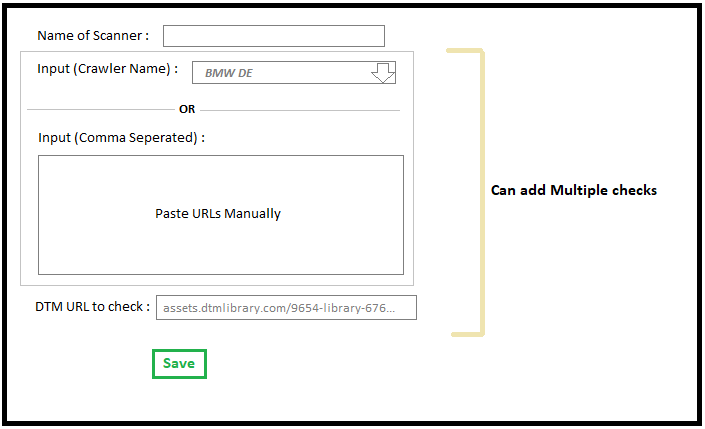 Name of Scanner :
Input (Crawler Name) :
BMW DE
OR
Input (Comma Seperated) :
Paste URLs Manually
Can add Multiple checks
DTM URL to check :
assets.dtmlibrary.com/9654-library-676...
Save